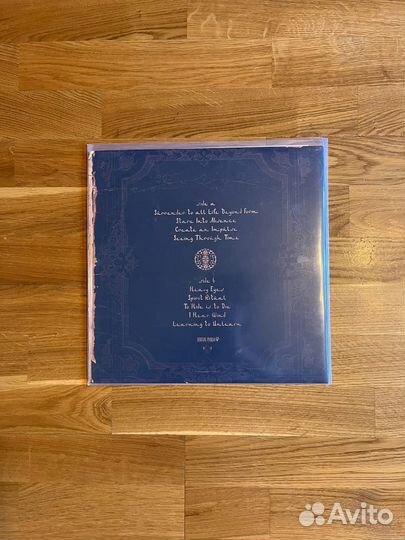 side a
Surrender to all Life Beyond Form
Stare Into Absence
Create an Impulse
Seeing Through Time
side b
Heavy Eyes
Spirit Ritual
To Hide is to Die
I Hear Wind
Learning to Unlearn
Avito